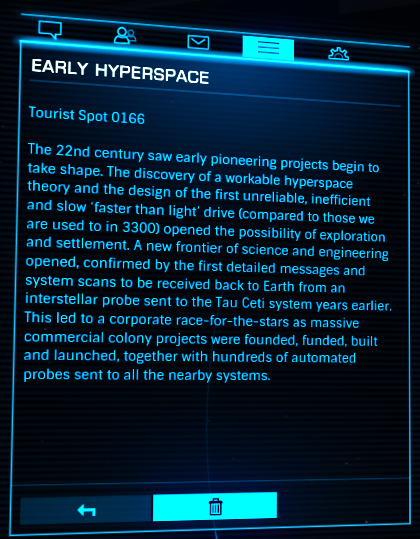 EARLY HYPERSPACE
Tourist Spot 0166
The 22nd century saw early pioneering projects begin to
take shape. The discovery of a workable hyperspace
theory and the design of the first unreliable, inefficient
and slow 'faster than light' drive (compared to those we
are used to in 3300) opened the possibility of exploration
and settlement. A new frontier of science and engineering
opened, confirmed by the first detailed messages and
system scans to be received back to Earth from an
interstellar probe sent to the Tau Ceti system years earlier.
This led to a corporate race-for-the-stars as massive
commercial colony projects were founded, funded, built
and launched, together with hundreds of automated
probes sent to all the nearby systems.